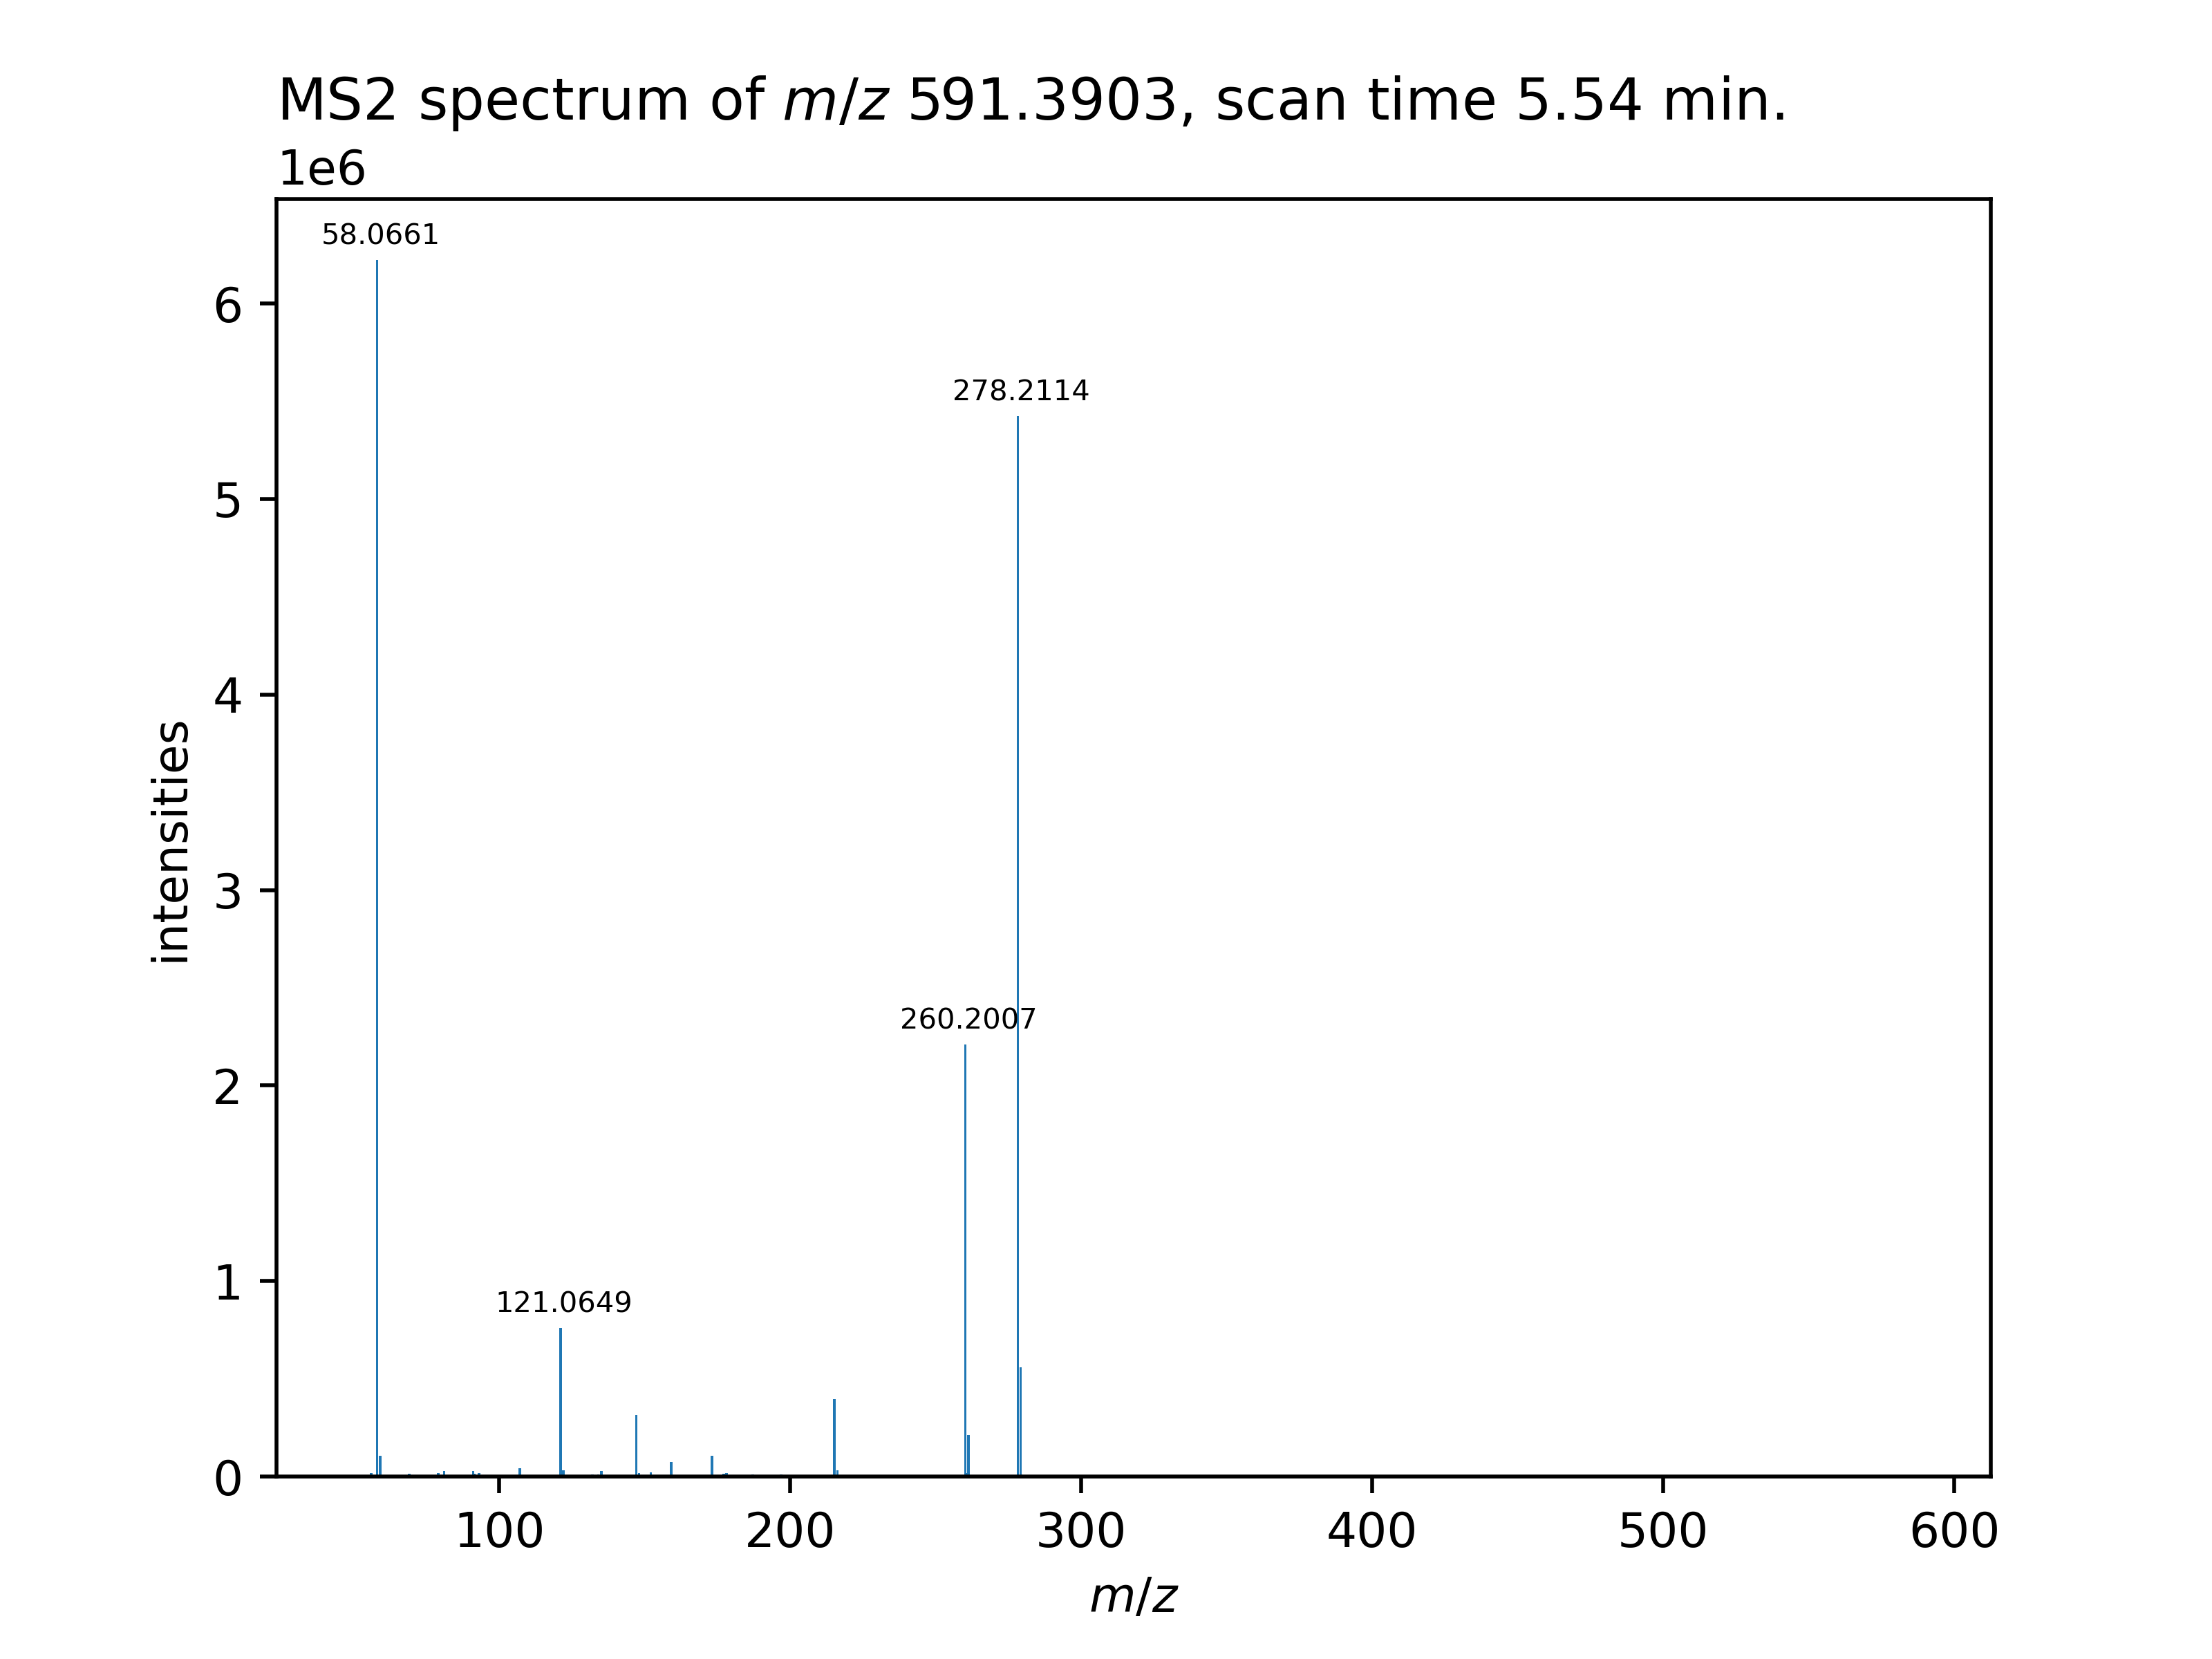 MS2 spectrum of m/z 591.3903, scan time 5.54 min.
1e6
58.0661
278.2114
260.2007
121.0649
6
5
4
3
2
1
0
intensities
100 200 300 400 500 600
m/z